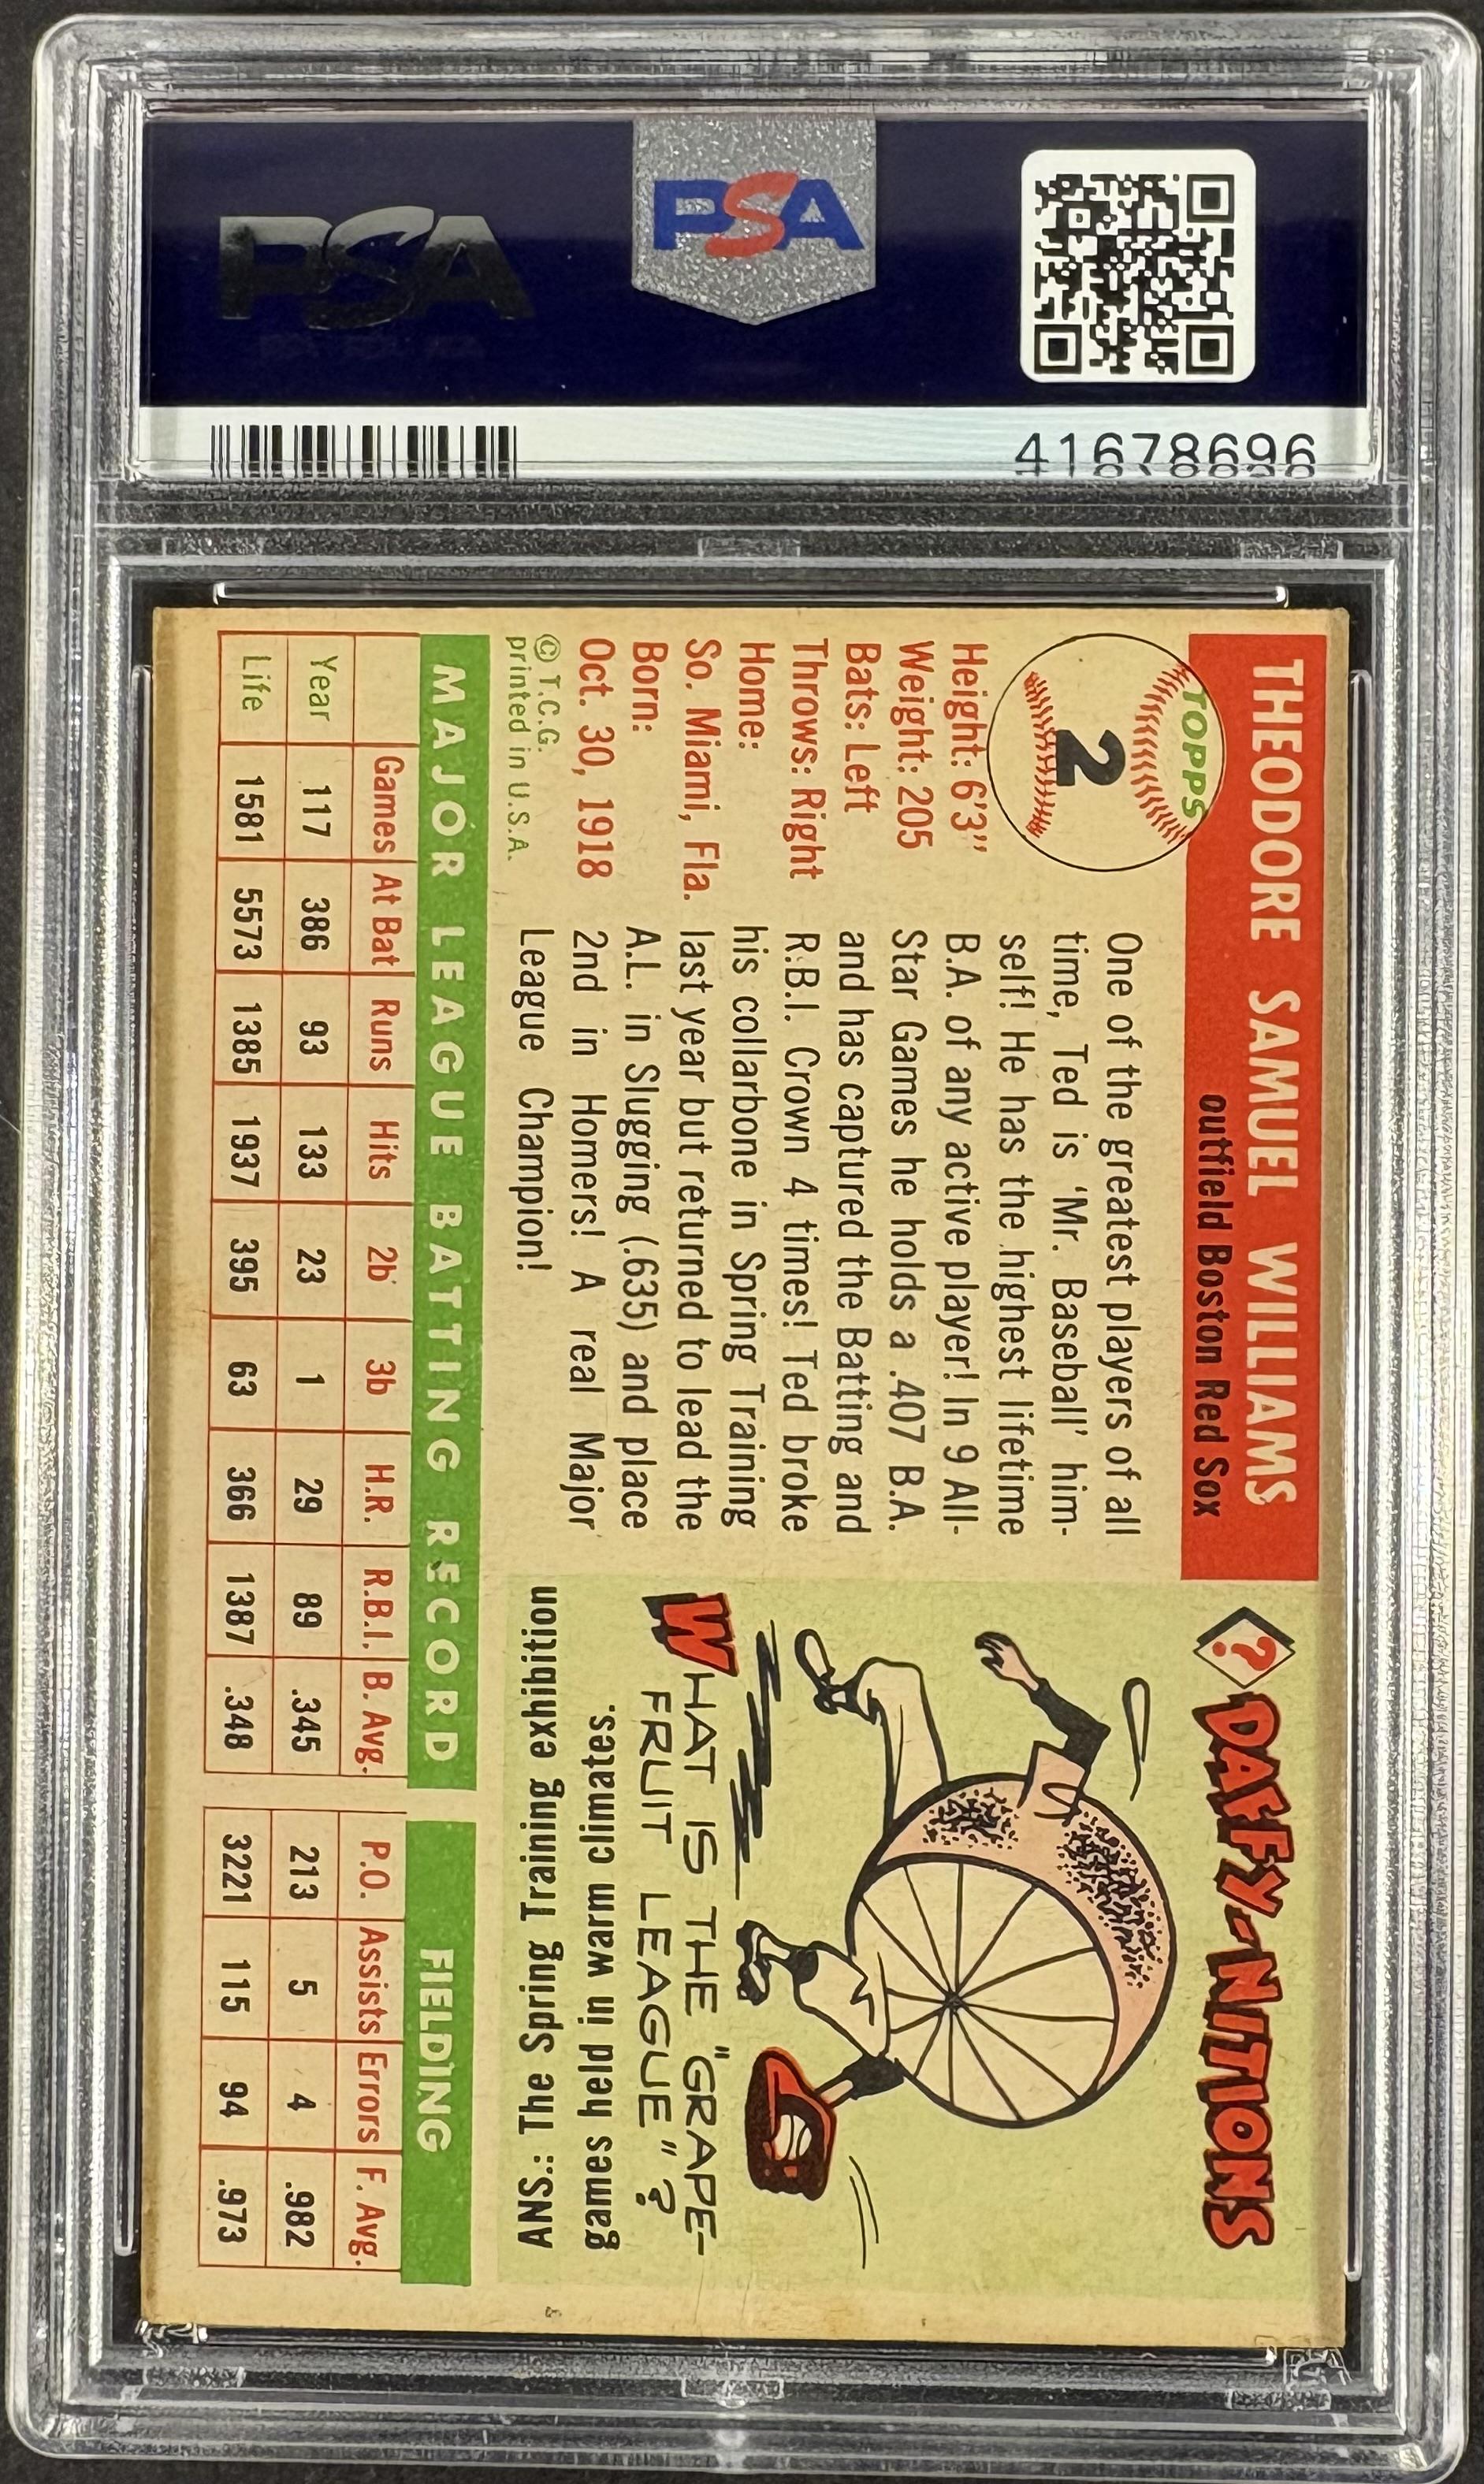 PSA
PSA
41678696
THEODORE SAMUEL WILLIAMS
outfield Boston Red Sox
TOPPS
2
Height: 6'3"
Weight: 205
Bats: Left
Throws: Right
Home:
So. Miami, Fla.
Born:
Oct. 30, 1918
© T.C.G.
printed in U.S.A.
One of the greatest players of all
time, Ted is 'Mr. Baseball' him-
self! He has the highest lifetime
B.A. of any active player! In 9 All-
Star Games he holds a .407 B.A.
and has captured the Batting and
R.B.I. Crown 4 times! Ted broke
his collarbone in Spring Training
last year but returned to lead the
A.L. in Slugging (.635) and place
2nd in Homers! A real Major
League Champion!
? DAFFY-NITIONS
WHAT IS THE "GRAPE-
FRUIT LEAGUE"?
ANS.: The Spring Training exhibition
games held in warm climates.
MAJOR LEAGUE BATTING RECORD FIELDING
Games At Bat Runs Hits 2b 3b H.R. R.B.I. B. Avg. P.O. Assists Errors F. Avg.
Year 117 386 93 133 23 1 29 89 .345 213 5 4 .982
Life 1581 5573 1385 1937 395 63 366 1387 .348 3221 115 94 .973